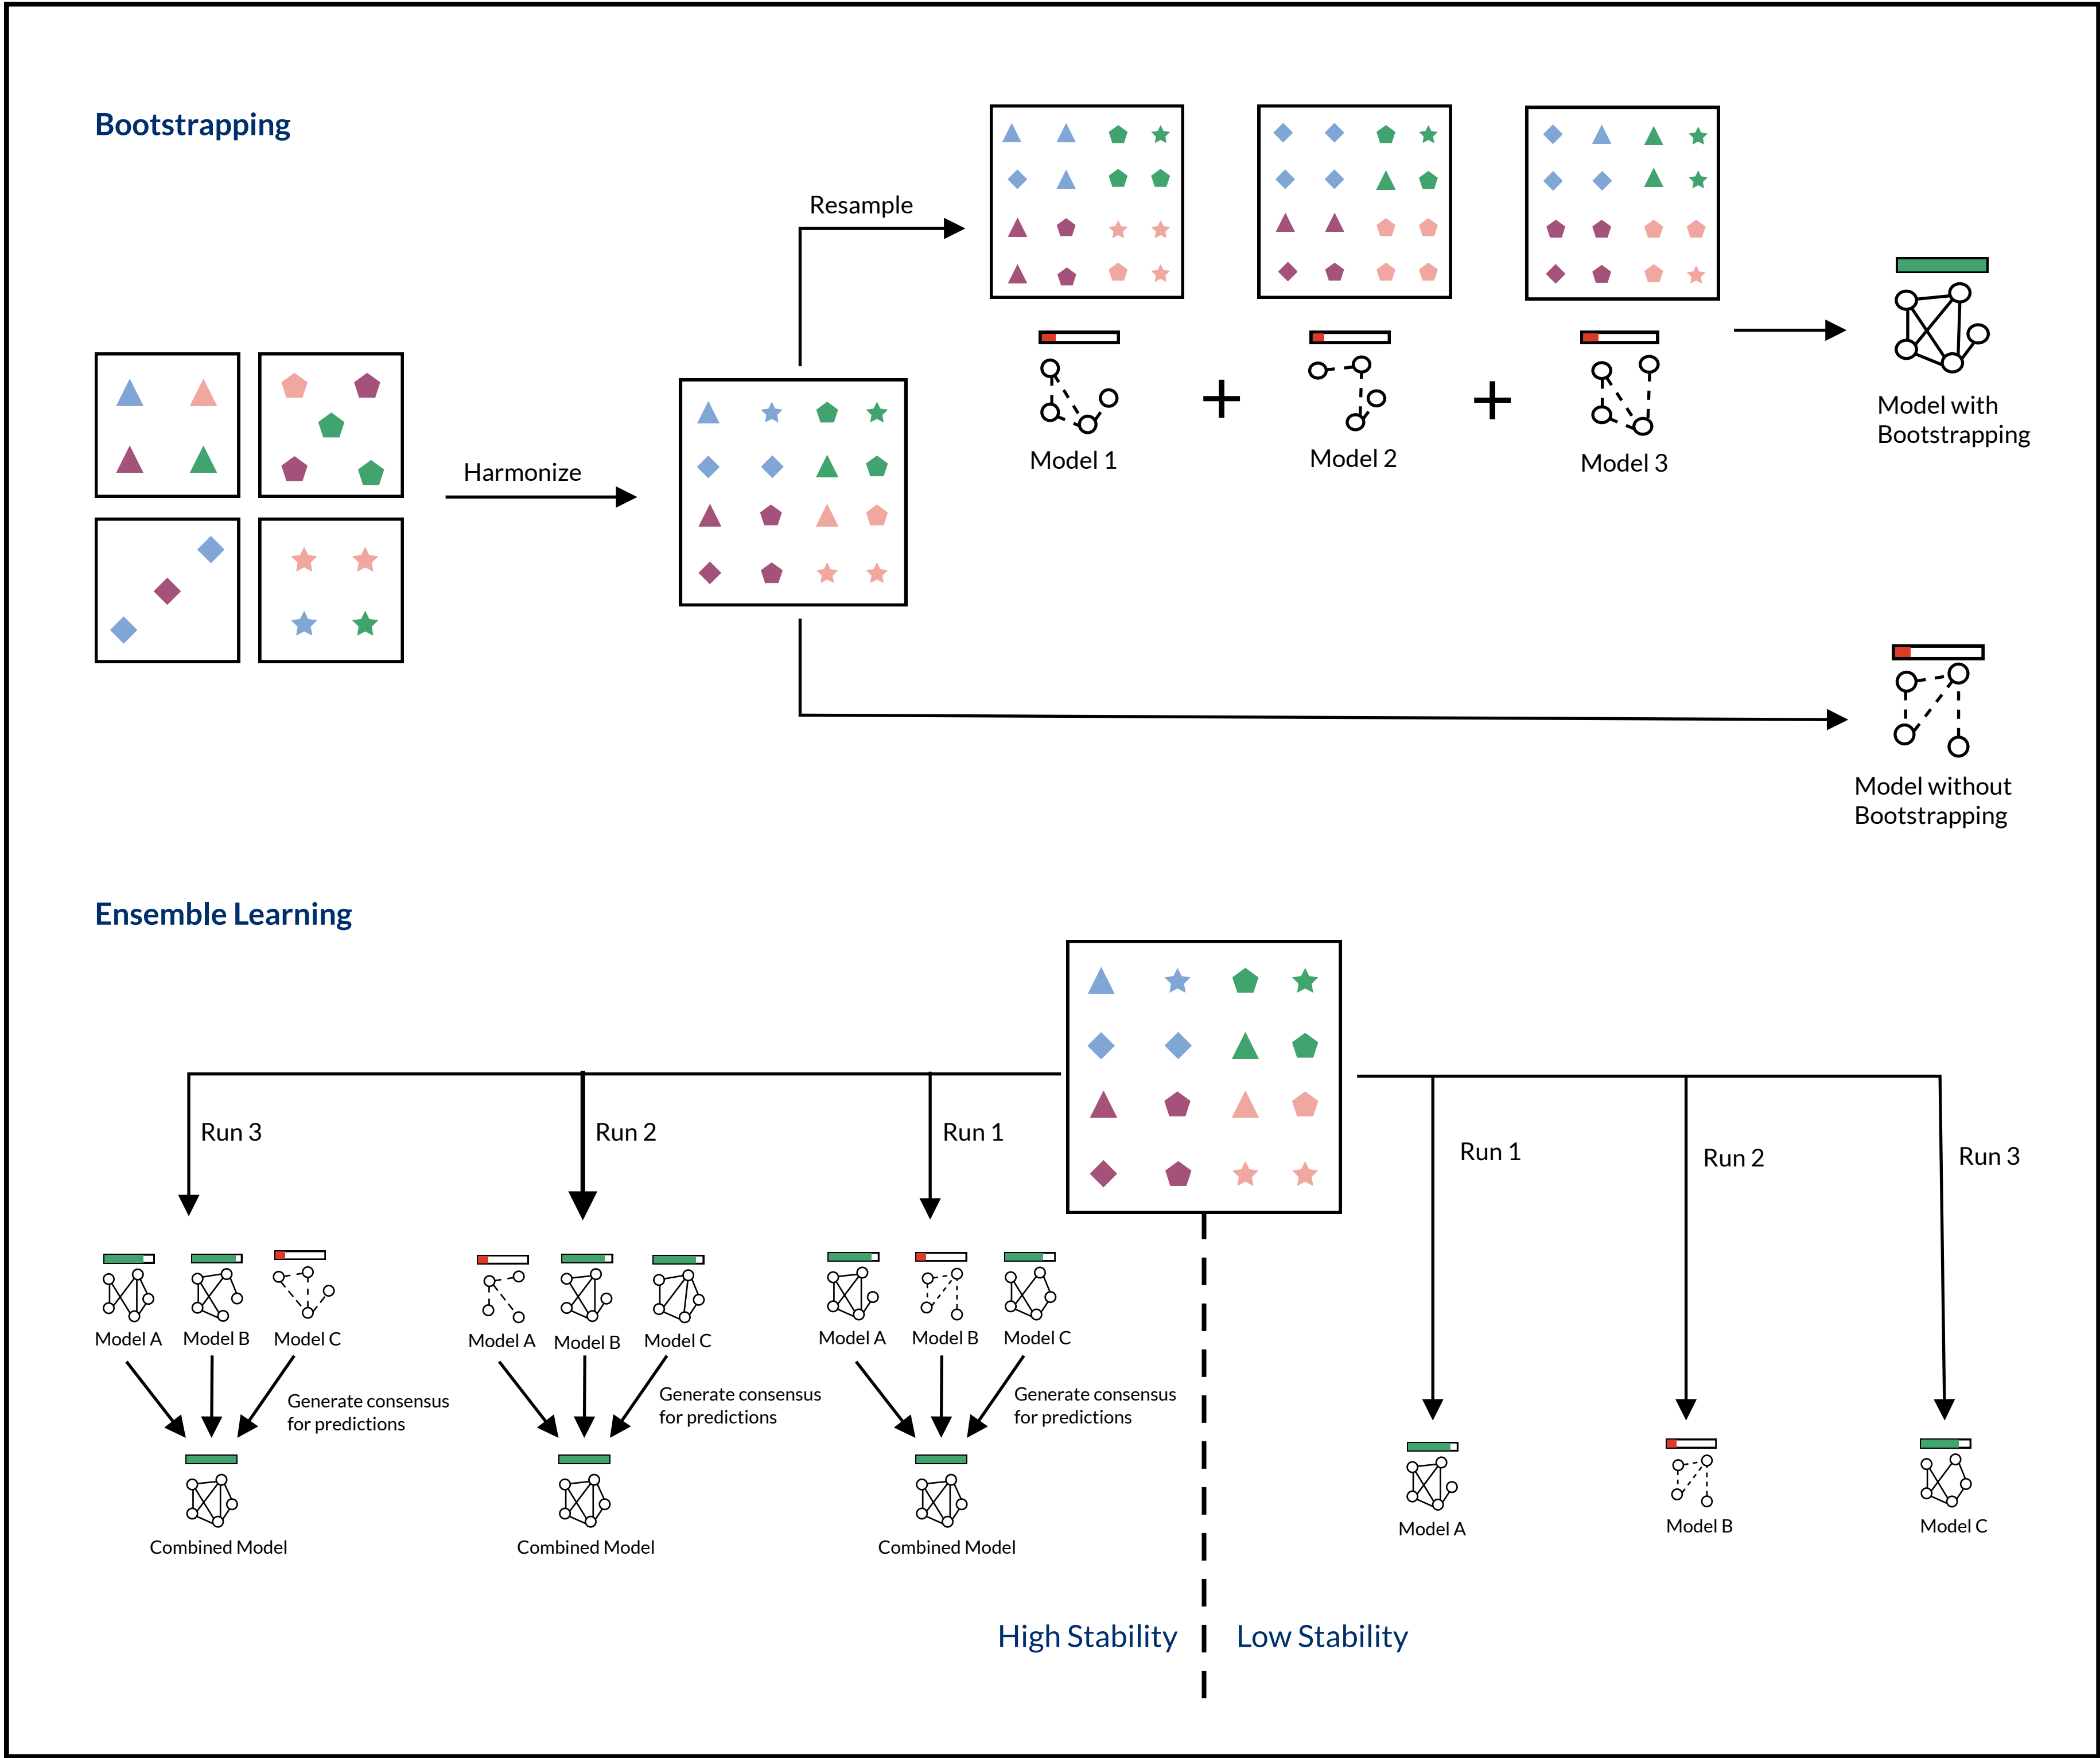 Bootstrapping
Resample
Harmonize
Model 1
Model 2
Model 3
Model with
Bootstrapping
Model without
Bootstrapping
Ensemble Learning
Run 3
Run 2
Run 1
Run 1
Run 2
Run 3
Model A
Model B
Model C
Model A
Model B
Model C
Model A
Model B
Model C
Generate consensus
for predictions
Generate consensus
for predictions
Generate consensus
for predictions
Combined Model
Combined Model
Combined Model
Model A
Model B
Model C
High Stability
Low Stability